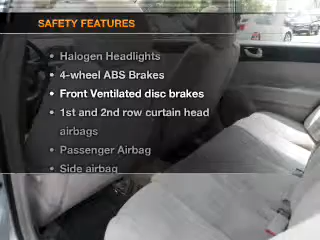 SAFETY FEATURES
• Halogen Headlights
• 4-wheel ABS Brakes
• Front Ventilated disc brakes
• 1st and 2nd row curtain head
airbags
• Passenger Airbag
• Side airbag